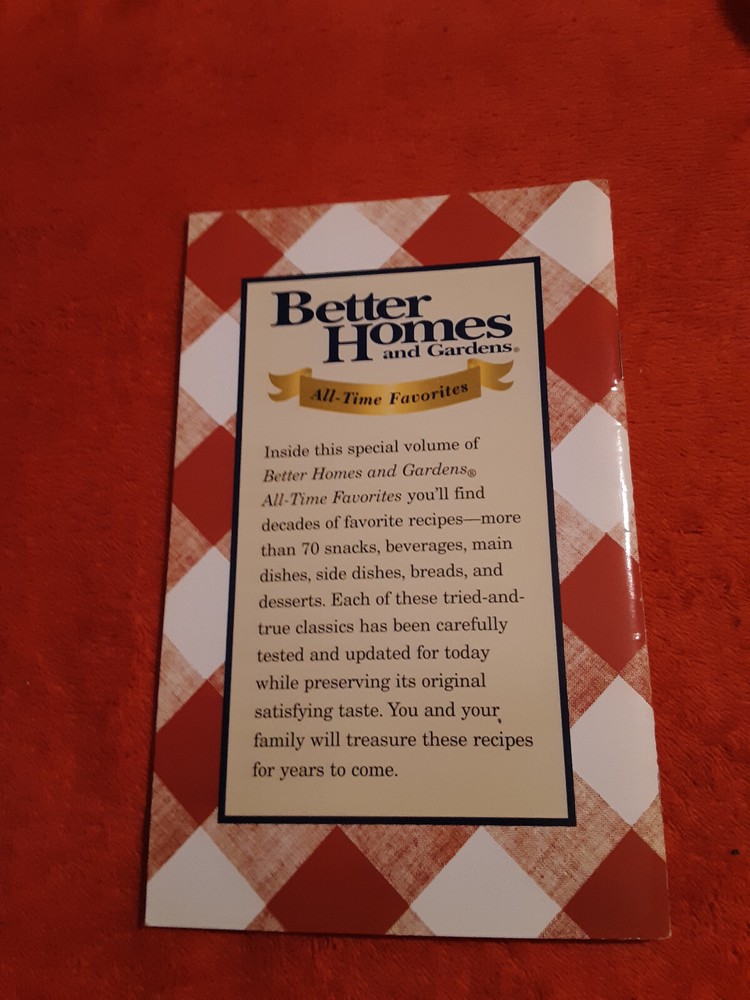 Better
Homes
and Gardens®
All-Time Favorites
Inside this special volume of
Better Homes and Gardens®
All-Time Favorites you'll find
decades of favorite recipes—more
than 70 snacks, beverages, main
dishes, side dishes, breads, and
desserts. Each of these tried-and-
true classics has been carefully
tested and updated for today
while preserving its original
satisfying taste. You and your
family will treasure these recipes
for years to come.